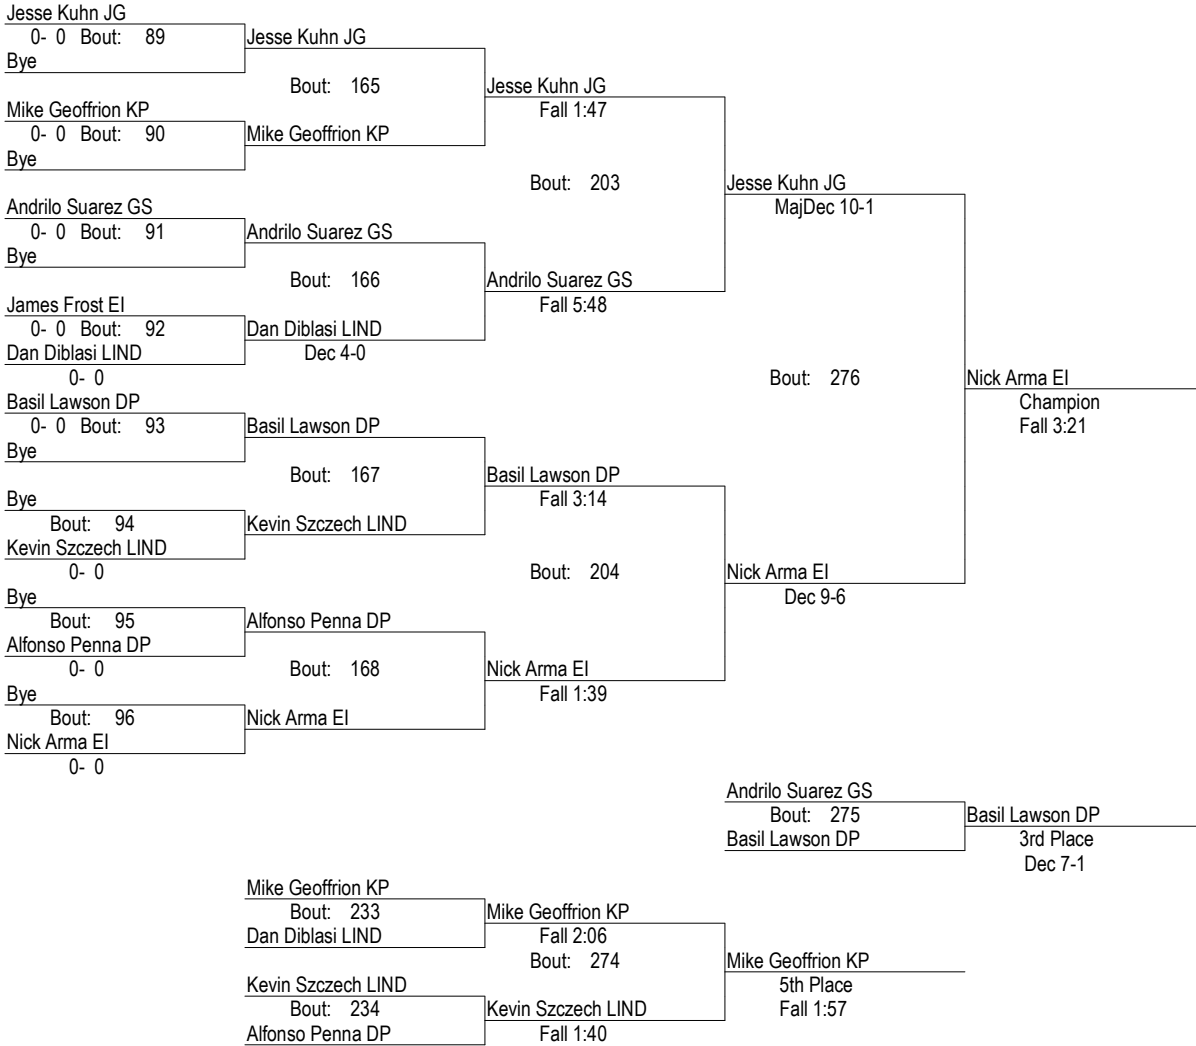 Jesse Kuhn JG
0- 0 Bout: 89
Jesse Kuhn JG
Bye
Bout: 165
Jesse Kuhn JG
Mike Geoffrion KP
Fall 1:47
0- 0 Bout: 90
Mike Geoffrion KP
Bye
Bout: 203
Jesse Kuhn JG
Andrilo Suarez GS
MajDec 10-1
0- 0 Bout: 91
Andrilo Suarez GS
Bye
Bout: 166
Andrilo Suarez GS
James Frost EI
Fall 5:48
0- 0 Bout: 92
Dan Diblasi LIND
Dan Diblasi LIND
Dec 4-0
0- 0
Bout: 276
Nick Arma EI
Basil Lawson DP
Champion
0- 0 Bout: 93
Basil Lawson DP
Fall 3:21
Bye
Bout: 167
Basil Lawson DP
Bye
Fall 3:14
Bout: 94
Kevin Szczech LIND
Kevin Szczech LIND
0- 0
Bout: 204
Nick Arma EI
Bye
Dec 9-6
Bout: 95
Alfonso Penna DP
Alfonso Penna DP
0- 0
Bout: 168
Nick Arma EI
Bye
Fall 1:39
Bout: 96
Nick Arma EI
Nick Arma EI
0- 0
Andrilo Suarez GS
Bout: 275
Basil Lawson DP
Basil Lawson DP
3rd Place
Dec 7-1
Mike Geoffrion KP
Bout: 233
Mike Geoffrion KP
Dan Diblasi LIND
Fall 2:06
Bout: 274
Mike Geoffrion KP
Kevin Szczech LIND
5th Place
Bout: 234
Kevin Szczech LIND
Fall 1:57
Alfonso Penna DP
Fall 1:40